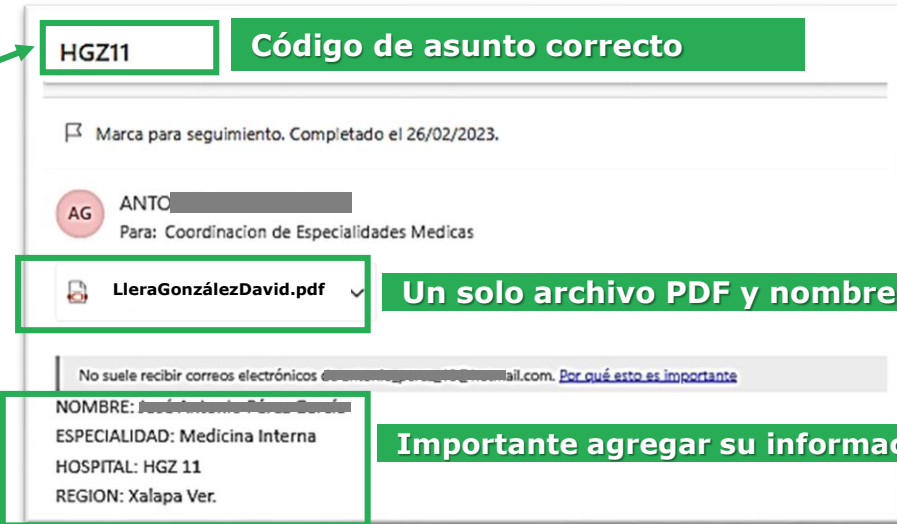 HGZ11
Código de asunto correcto
Marca para seguimiento. Completado el 26/02/2023.
AG
ANTO
Para: Coordinacion de Especialidades Medicas
LleraGonzálezDavid.pdf
Un solo archivo PDF y nombre
No suele recibir correos electrónicos ail.com. Por qué esto es importante
NOMBRE:
ESPECIALIDAD: Medicina Interna
Importante agregar su informac
HOSPITAL: HGZ 11
REGION: Xalapa Ver.